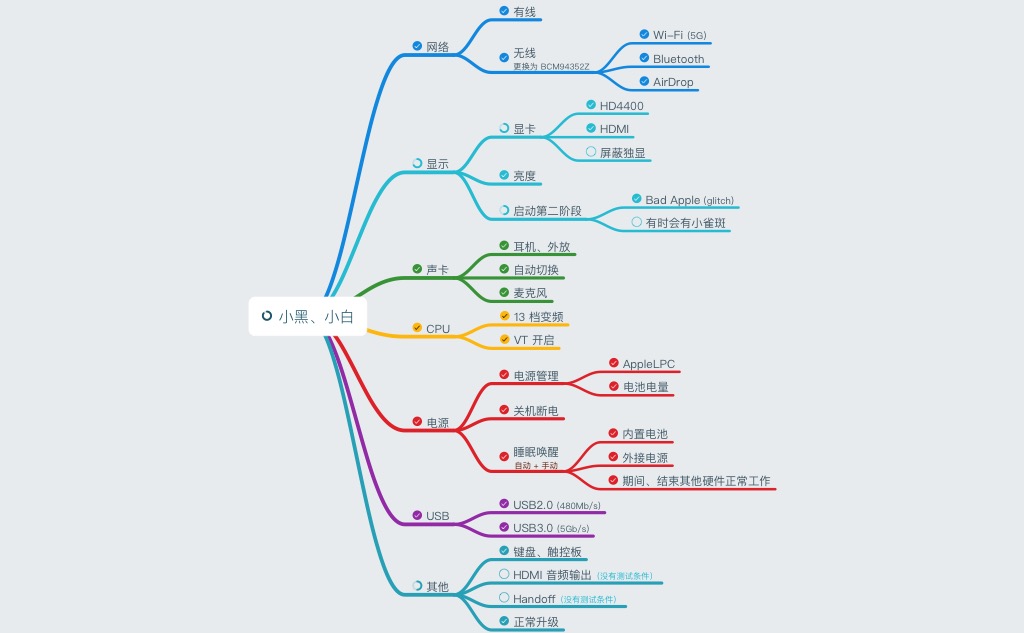 小黑、小白
网络
有线
无线
更换为 BCM94352Z
Wi-Fi (5G)
Bluetooth
AirDrop
显示
显卡
HD4400
HDMI
屏蔽独显
亮度
启动第二阶段
Bad Apple (glitch)
有时会有小雀斑
声卡
耳机、外放
自动切换
麦克风
CPU
13 档变频
VT 开启
电源
电源管理
AppleLPC
电池电量
关机断电
睡眠唤醒
自动 + 手动
内置电池
外接电源
期间、结束其他硬件正常工作
USB
USB2.0 (480Mb/s)
USB3.0 (5Gb/s)
其他
键盘、触控板
HDMI 音频输出 (没有测试条件)
Handoff (没有测试条件)
正常升级